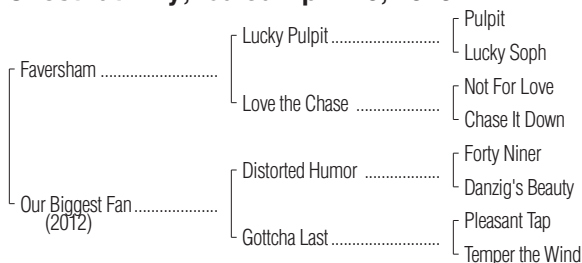 Pulpit
Lucky Pulpit
Lucky Soph
Faversham
Not For Love
Love the Chase
Chase It Down
Forty Niner
Distorted Humor
Danzig's Beauty
Our Biggest Fan
(2012)
Pleasant Tap
Gottcha Last
Temper the Wind